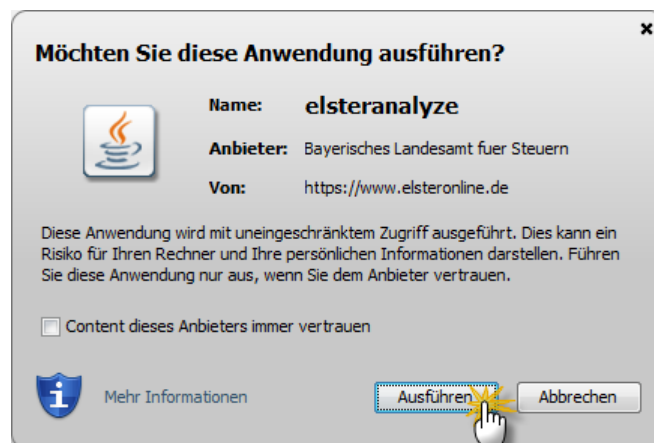 Möchten Sie diese Anwendung ausführen?
Name: elsteranalyze
Anbieter: Bayerisches Landesamt fuer Steuern
Von: https://www.elsteronline.de
Diese Anwendung wird mit uneingeschränktem Zugriff ausgeführt. Dies kann ein
Risiko für Ihren Rechner und Ihre persönlichen Informationen darstellen. Führen
Sie diese Anwendung nur aus, wenn Sie dem Anbieter vertrauen.
Content dieses Anbieters immer vertrauen
Mehr Informationen
Ausführen
Abbrechen